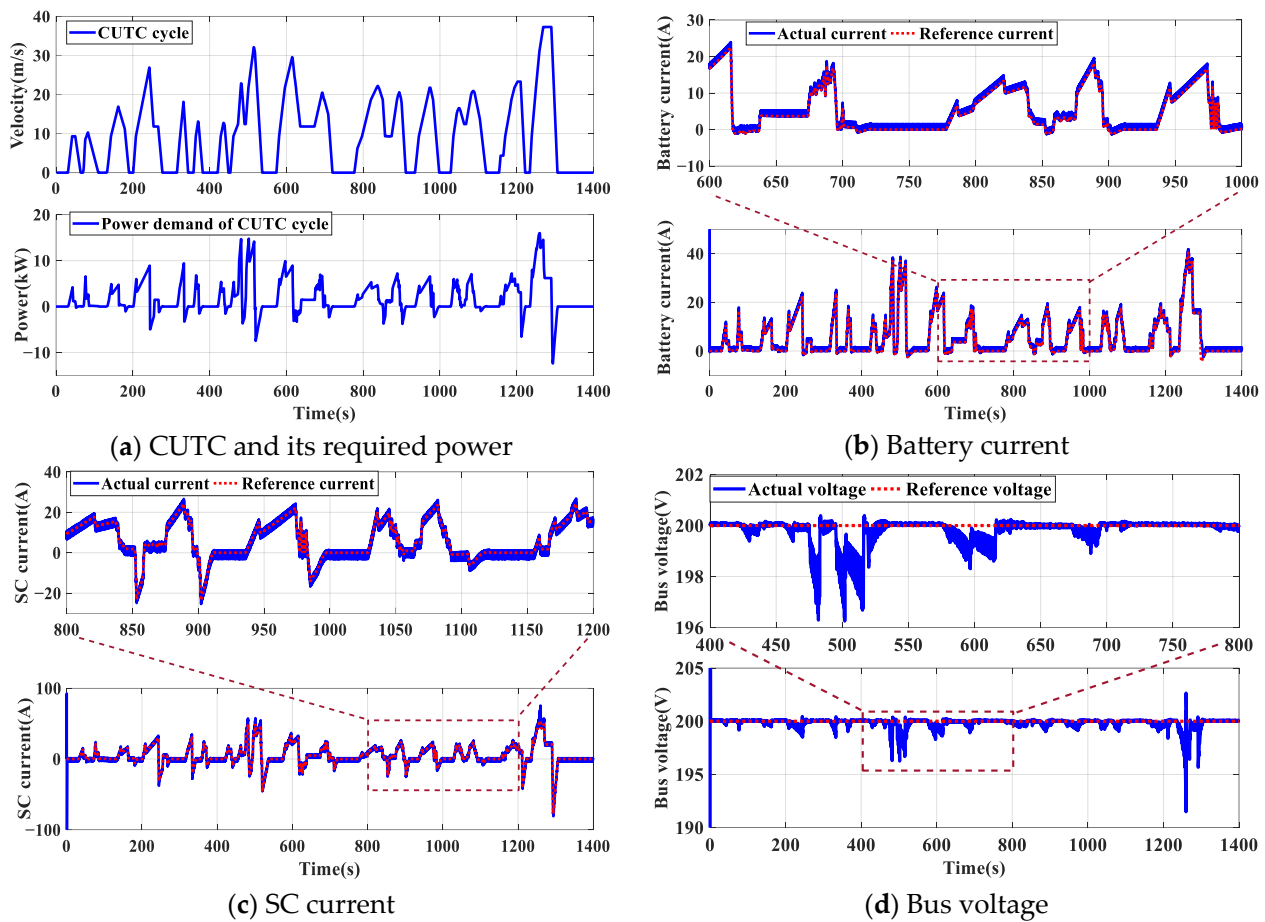 CUTC cycle
Velocity(m/s)
40
30
20
10
0
0 200 400 600 800 1000 1200 1400
Power demand of CUTC cycle
Power(kW)
20
10
0
−10
0 200 400 600 800 1000 1200 1400
Time(s)
(a) CUTC and its required power
Actual current Reference current
Battery current(A)
30
20
10
0
−10
600 650 700 750 800 850 900 950 1000
Battery current(A)
40
20
0
0 200 400 600 800 1000 1200 1400
Time(s)
(b) Battery current
Actual current Reference current
SC current(A)
40
20
0
−20
800 850 900 950 1000 1050 1100 1150 1200
SC current(A)
100
0
−100
0 200 400 600 800 1000 1200 1400
Time(s)
(c) SC current
Actual voltage Reference voltage
Bus voltage(V)
202
200
198
196
400 450 500 550 600 650 700 750 800
Bus voltage(V)
205
200
195
190
0 200 400 600 800 1000 1200 1400
Time(s)
(d) Bus voltage